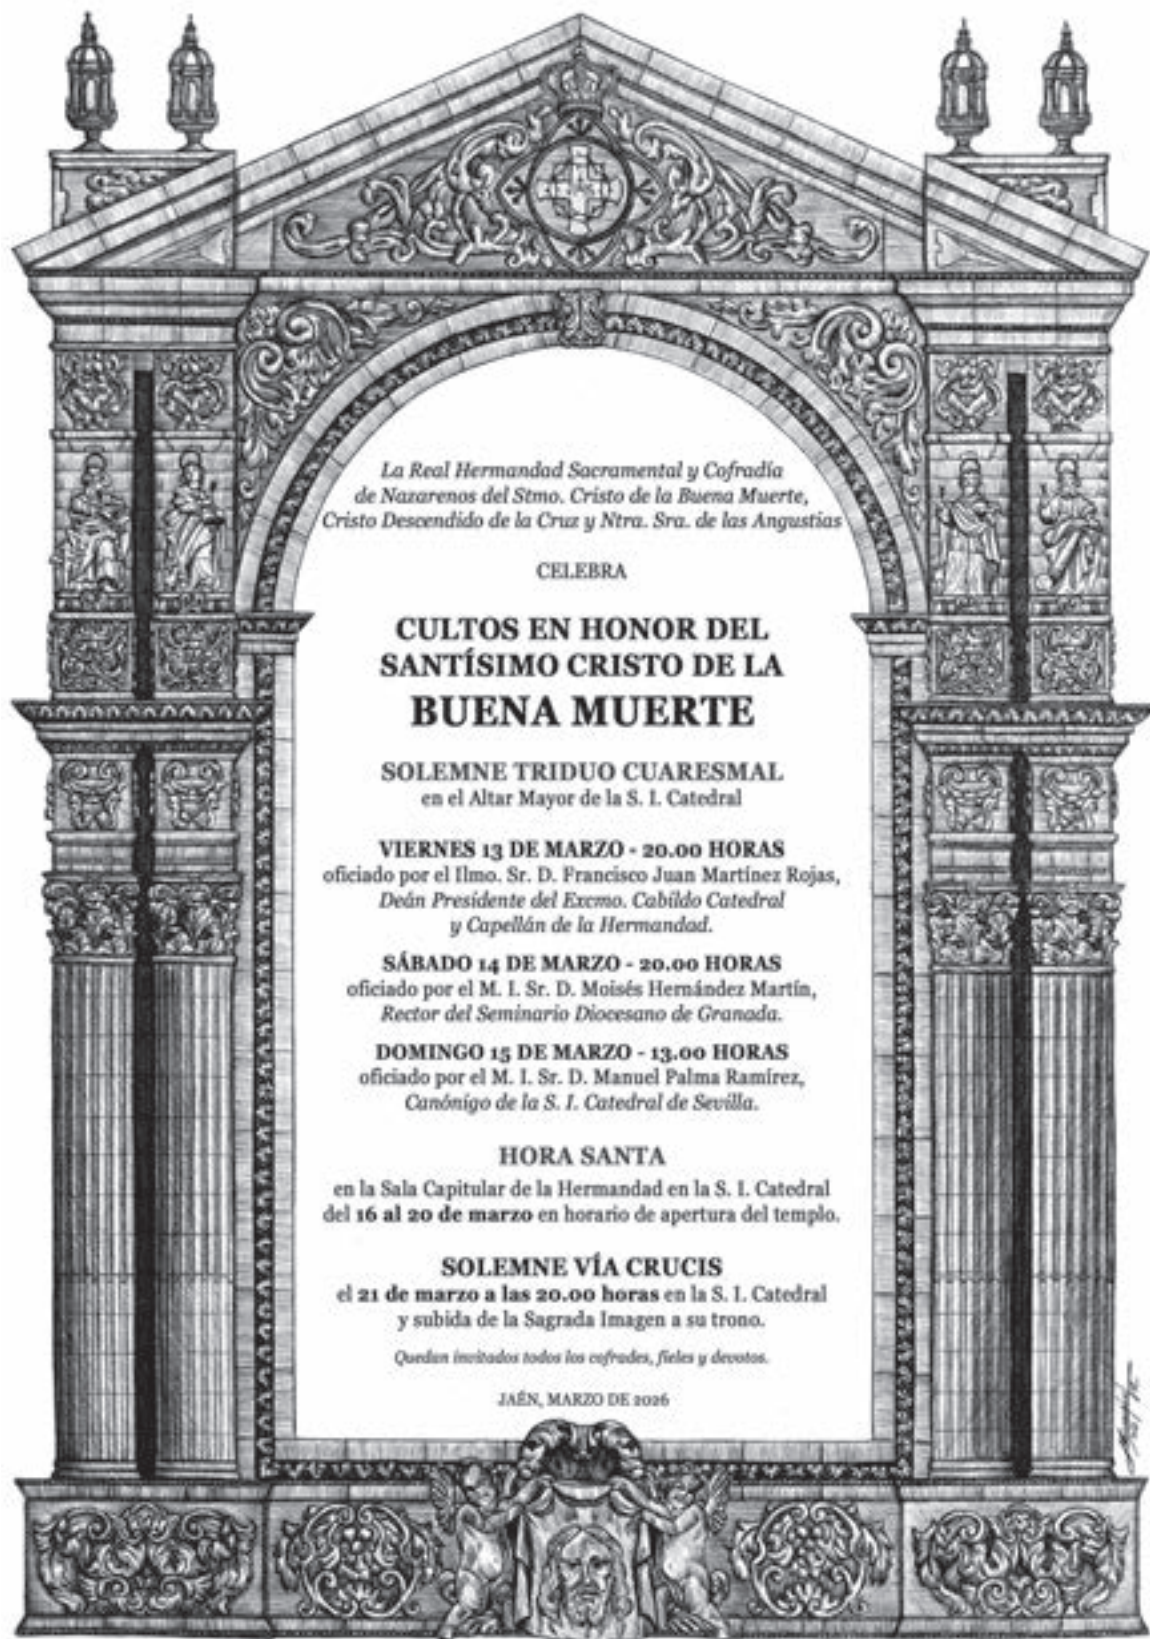 La Real Hermandad Sacramental y Cofradía
de Nazarenos del Stmo. Cristo de la Buena Muerte,
Cristo Descendido de la Cruz y Ntra. Sra. de las Angustias
CELEBRA
CULTOS EN HONOR DEL
SANTÍSIMO CRISTO DE LA
BUENA MUERTE
SOLEMNE TRIDUO CUARESMAL
en el Altar Mayor de la S. I. Catedral
VIERNES 13 DE MARZO - 20.00 HORAS
oficiado por el Ilmo. Sr. D. Francisco Juan Martínez Rojas,
Deán Presidente del Excmo. Cabildo Catedral
y Capellán de la Hermandad.
SÁBADO 14 DE MARZO - 20.00 HORAS
oficiado por el M. I. Sr. D. Moisés Hernández Martín,
Rector del Seminario Diocesano de Granada.
DOMINGO 15 DE MARZO - 13.00 HORAS
oficiado por el M. I. Sr. D. Manuel Palma Ramírez,
Canónigo de la S. I. Catedral de Sevilla.
HORA SANTA
en la Sala Capitular de la Hermandad en la S. I. Catedral
del 16 al 20 de marzo en horario de apertura del templo.
SOLEMNE VÍA CRUCIS
el 21 de marzo a las 20.00 horas en la S. I. Catedral
y subida de la Sagrada Imagen a su trono.
Quedan invitados todos los cofrades, fieles y devotos.
JAÉN, MARZO DE 2026